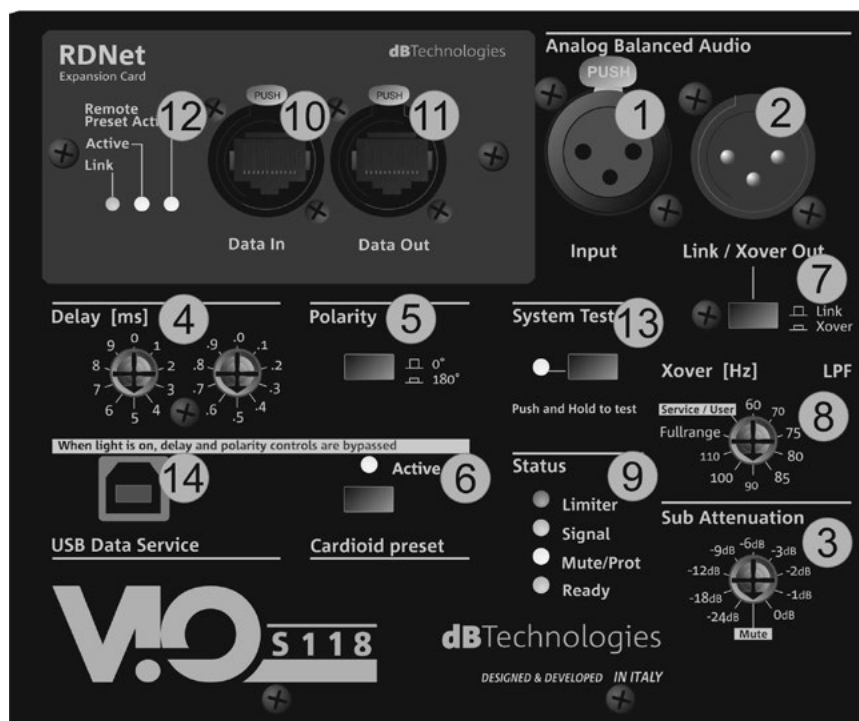 RDNet
Expansion Card
dBTechnologies
Analog Balanced Audio
PUSH
PUSH
PUSH
Remote
Preset Acti
12
10
11
1
2
Active
Link
Data In
Data Out
Input
Link / Xover Out
7
Link
Xover
Delay [ms]
4
9 0 1
8 2
7 3
6 5 4
.9 .0 .1
.8 .2
.7 .3
.6 .5 .4
Polarity
5
0°
180°
System Test
13
Push and Hold to test
Xover [Hz] LPF
8
Service / User
60
70
Fullrange
75
110
80
100
90
85
When light is on, delay and polarity controls are bypassed
14
USB Data Service
Active
6
Cardioid preset
Status
9
Limiter
Signal
Mute/Prot
Ready
Sub Attenuation
3
-6dB
-9dB
-3dB
-12dB
-2dB
-18dB
-1dB
-24dB
0dB
Mute
VIO
S118
dBTechnologies
DESIGNED & DEVELOPED IN ITALY